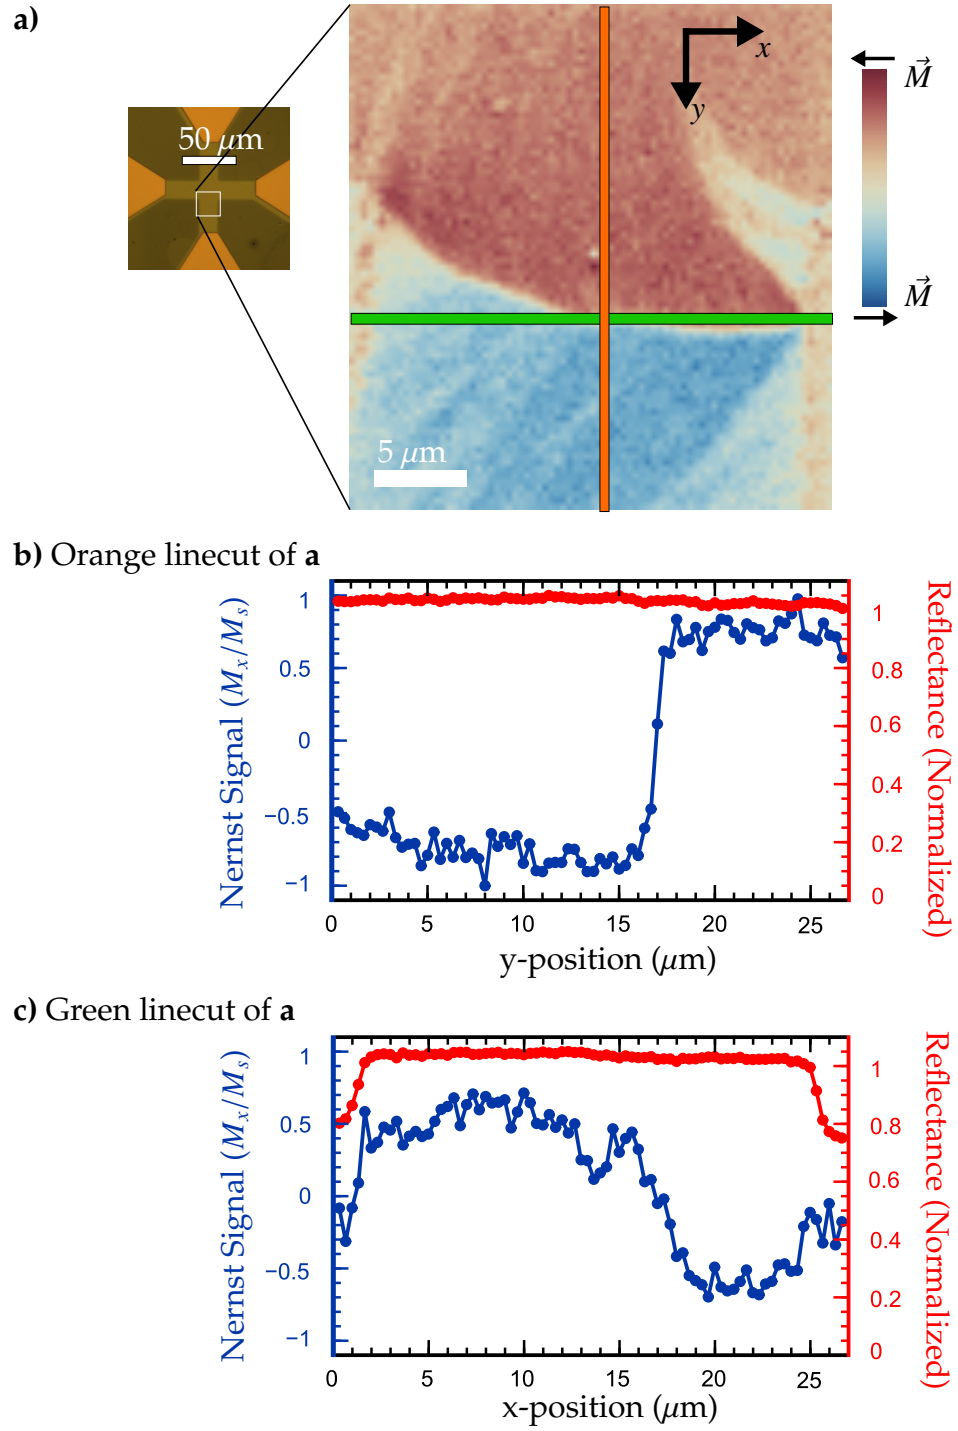 a)
50 μm
x
y
M⃗
M⃗
5 μm
b) Orange linecut of a
Nernst Signal (Mₓ/Mₛ)
1
0.5
0
−0.5
−1
0
5
10
15
20
25
y-position (μm)
1
0.8
0.6
0.4
0.2
0
Reflectance (Normalized)
c) Green linecut of a
Nernst Signal (Mₓ/Mₛ)
1
0.5
0
−0.5
−1
0
5
10
15
20
25
x-position (μm)
1
0.8
0.6
0.4
0.2
0
Reflectance (Normalized)